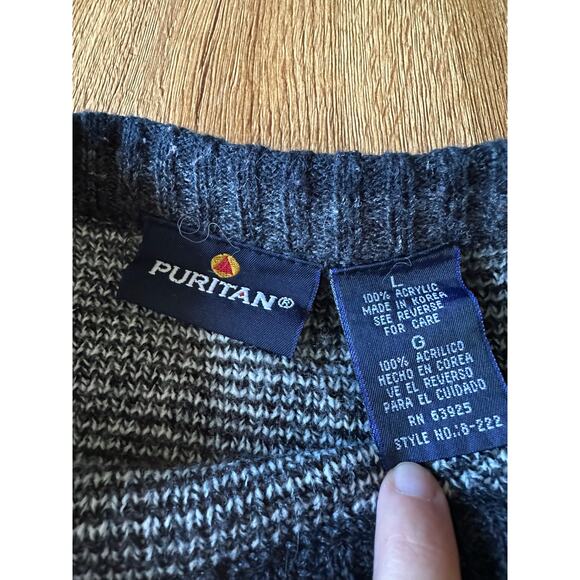 PURITAN®
L
100% ACRYLIC
MADE IN KOREA
SEE REVERSE
FOR CARE
G
100% ACRILICO
HECHO EN COREA
VE EL REVERSO
PARA EL CUIDADO
RN 63925
STYLE NO.:8-222